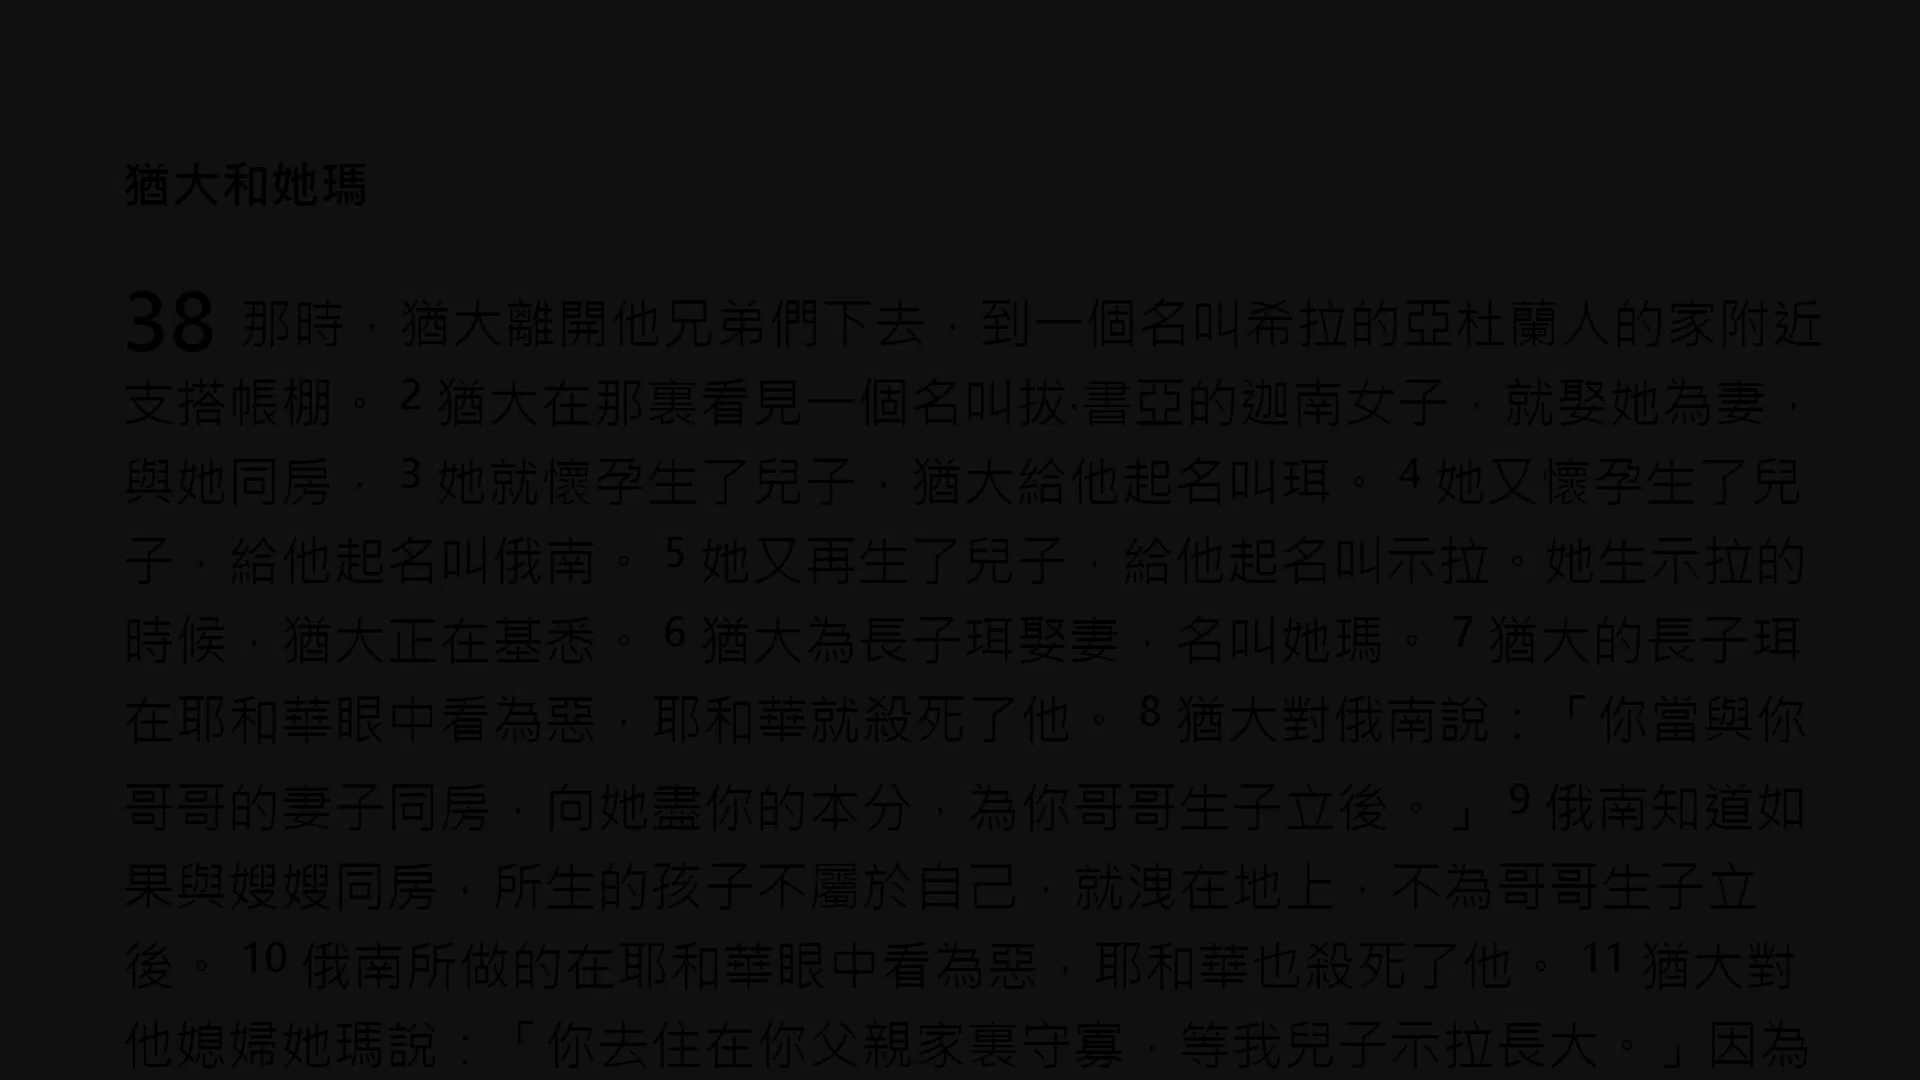 猶大和她瑪
38 那時，猶大離開他兄弟們下去，到一個名叫希拉的亞杜蘭人的家附近
支搭帳棚。 2 猶大在那裏看見一個名叫拔·書亞的迦南女子，就娶她為妻，
與她同房， 3 她就懷孕生了兒子，猶大給他起名叫珥。 4 她又懷孕生了兒
子，給他起名叫俄南。 5 她又再生了兒子，給他起名叫示拉。她生示拉的
時候，猶大正在基悉。 6 猶大為長子珥娶妻，名叫她瑪。 7 猶大的長子珥
在耶和華眼中看為惡，耶和華就殺死了他。 8 猶大對俄南說：「你當與你
哥哥的妻子同房，向她盡你的本分，為你哥哥生子立後。」 9 俄南知道如
果與嫂嫂同房，所生的孩子不屬於自己，就洩在地上，不為哥哥生子立
後。 10 俄南所做的在耶和華眼中看為惡，耶和華也殺死了他。 11 猶大對
他媳婦她瑪說：「你去住在你父親家裏守寡，等我兒子示拉長大。」因為